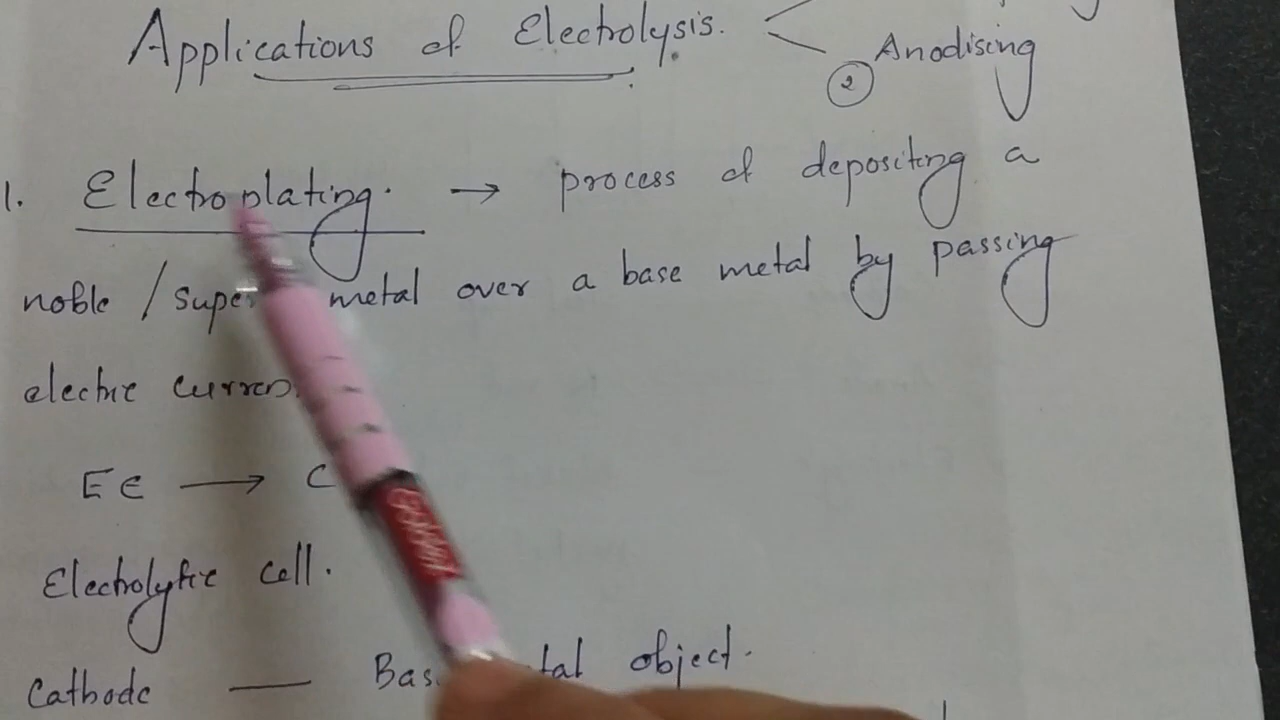 Applications of Electrolysis.
② Anodising
1. Electroplating. → process of depositing a
noble / metal over a base metal by passing
electric
EE → C
Electrolytic cell.
Cathode — object.